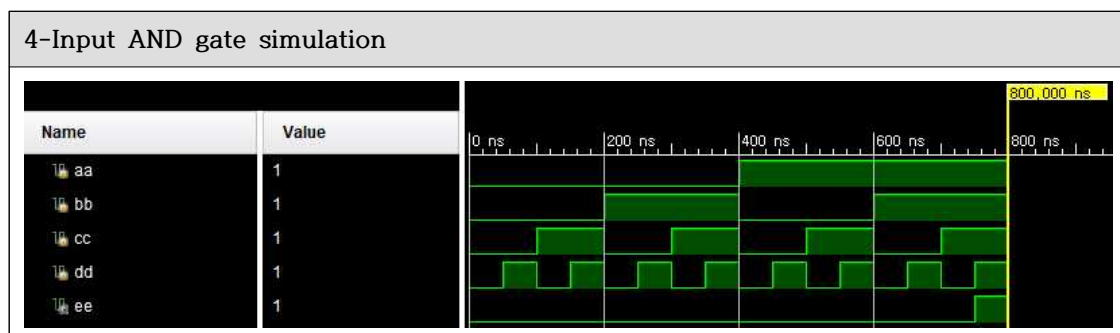 4-Input AND gate simulation
800,000 ns
Name Value
0 ns 200 ns 400 ns 600 ns 800 ns
aa 1
bb 1
cc 1
dd 1
ee 1